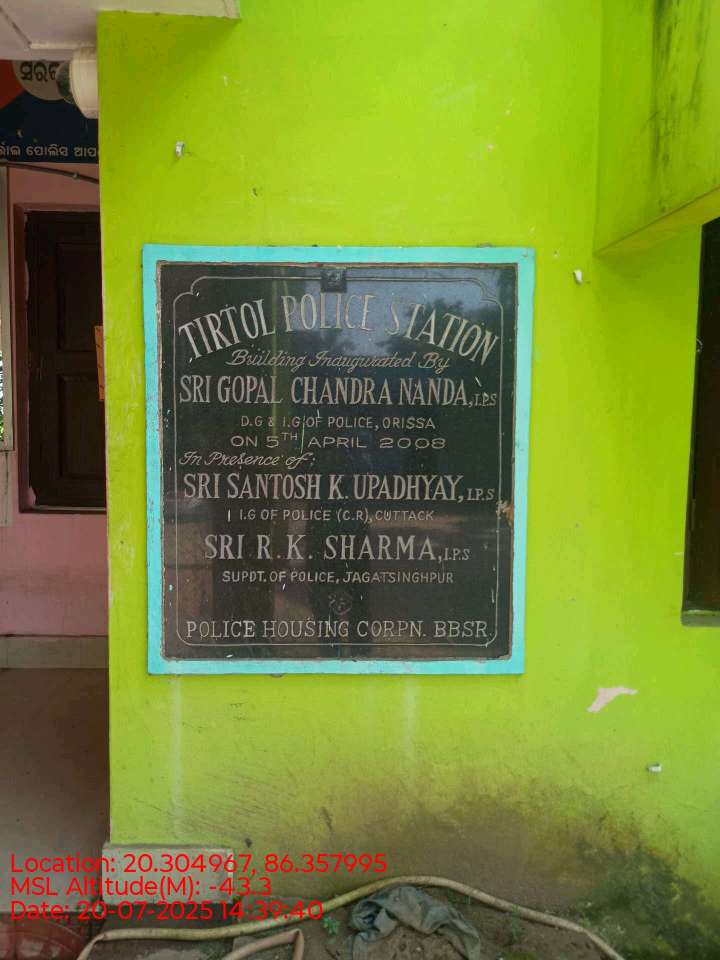 ପୋଲିସ
TIRTOL POLICE STATION
Building Inaugurated By
SRI GOPAL CHANDRA NANDA, I.P.S
D.G & I.G OF POLICE, ORISSA
ON 5TH APRIL 2008
In Presence of:
SRI SANTOSH K. UPADHYAY, I.P.S
I.G OF POLICE (C.R), CUTTACK
SRI R. K. SHARMA, I.P.S
SUPDT. OF POLICE, JAGATSINGHPUR
POLICE HOUSING CORPN. BBSR
Location: 20.304967, 86.357995
MSL Altitude(M): -43.3
Date: 20-07-2025 14:39:40